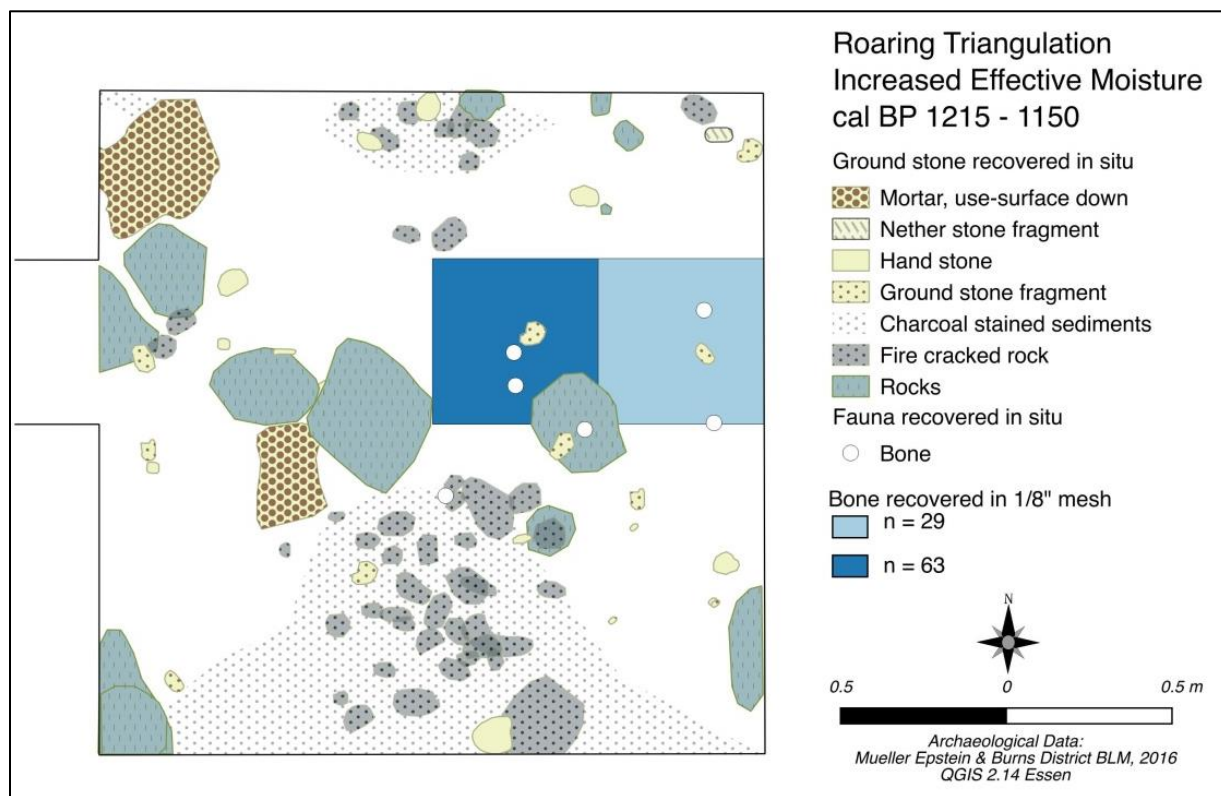 Roaring Triangulation
Increased Effective Moisture
cal BP 1215 - 1150
Ground stone recovered in situ
Mortar, use-surface down
Nether stone fragment
Hand stone
Ground stone fragment
Charcoal stained sediments
Fire cracked rock
Rocks
Fauna recovered in situ
Bone
Bone recovered in 1/8" mesh
n = 29
n = 63
N
0.5 0 0.5 m
Archaeological Data:
Mueller Epstein & Burns District BLM, 2016
QGIS 2.14 Essen